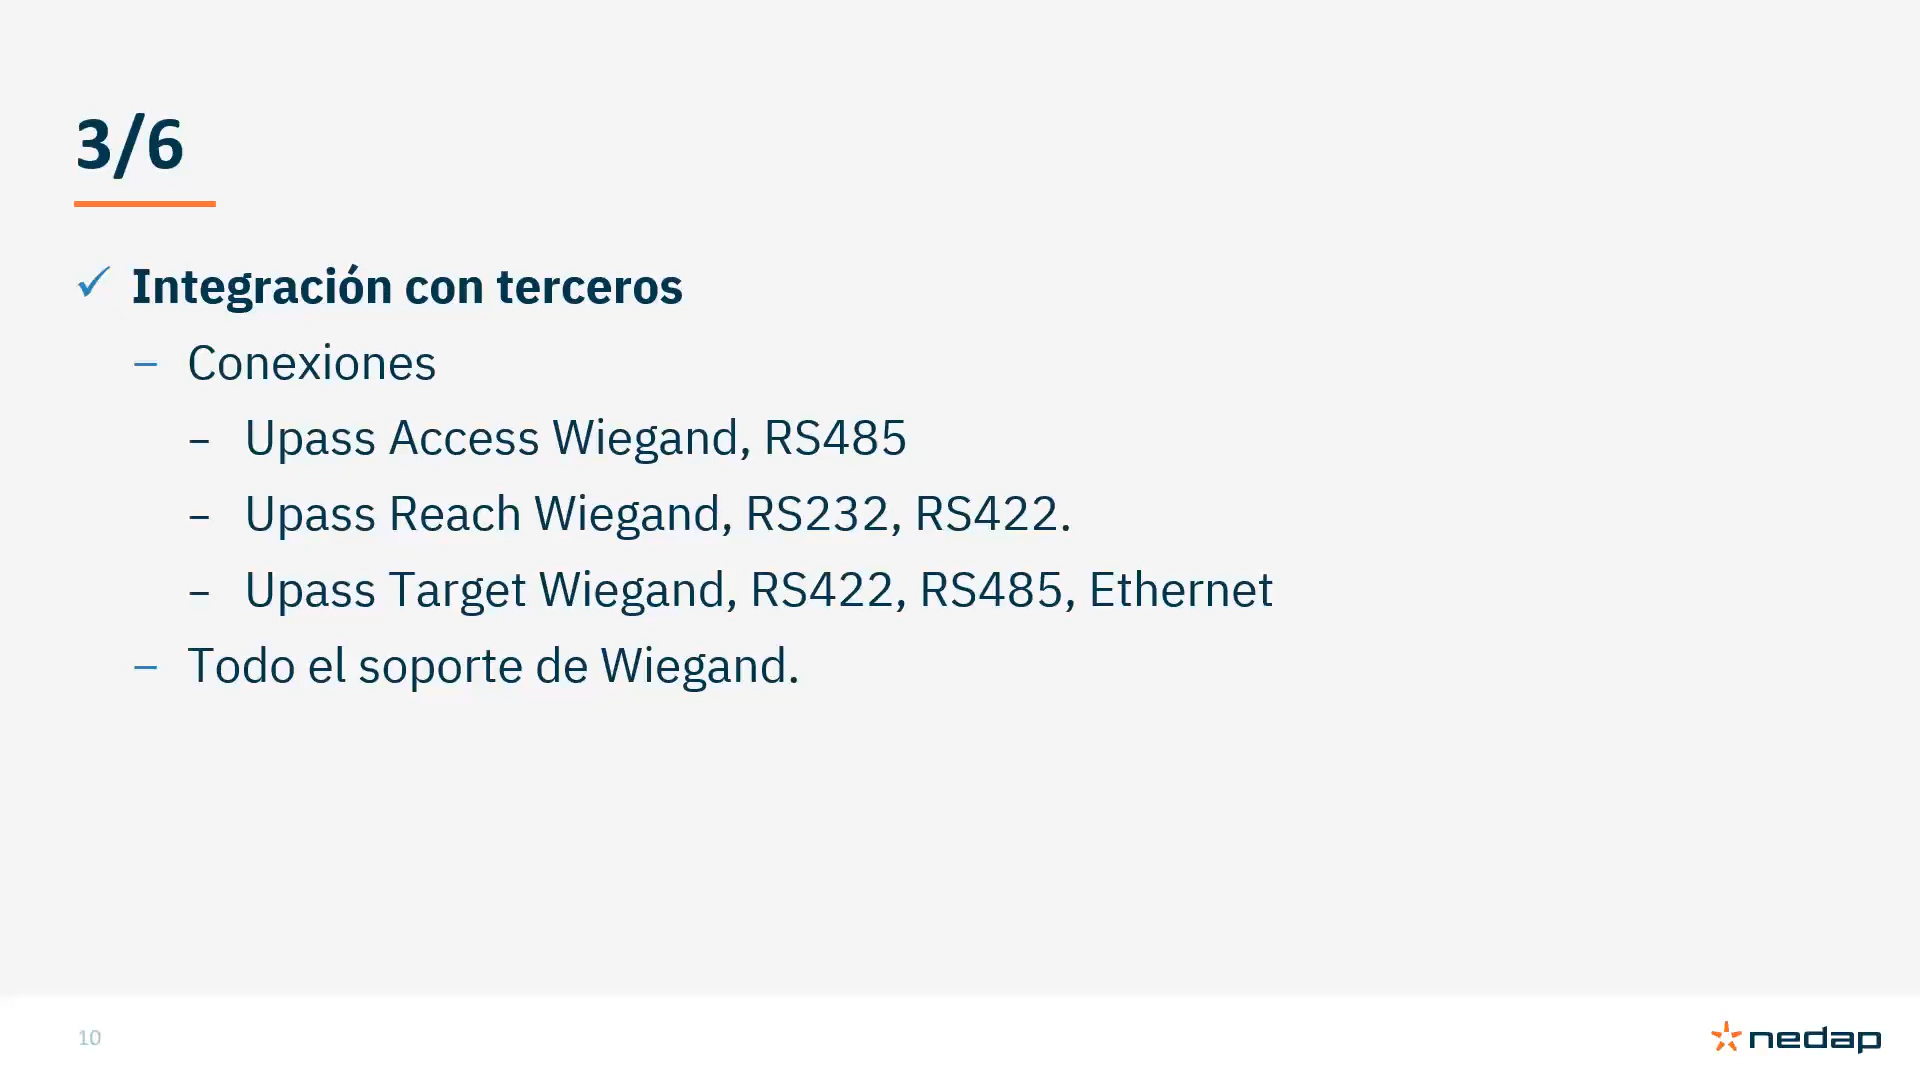 3/6
✓ Integración con terceros
– Conexiones
– Upass Access Wiegand, RS485
– Upass Reach Wiegand, RS232, RS422.
– Upass Target Wiegand, RS422, RS485, Ethernet
– Todo el soporte de Wiegand.
10
nedap